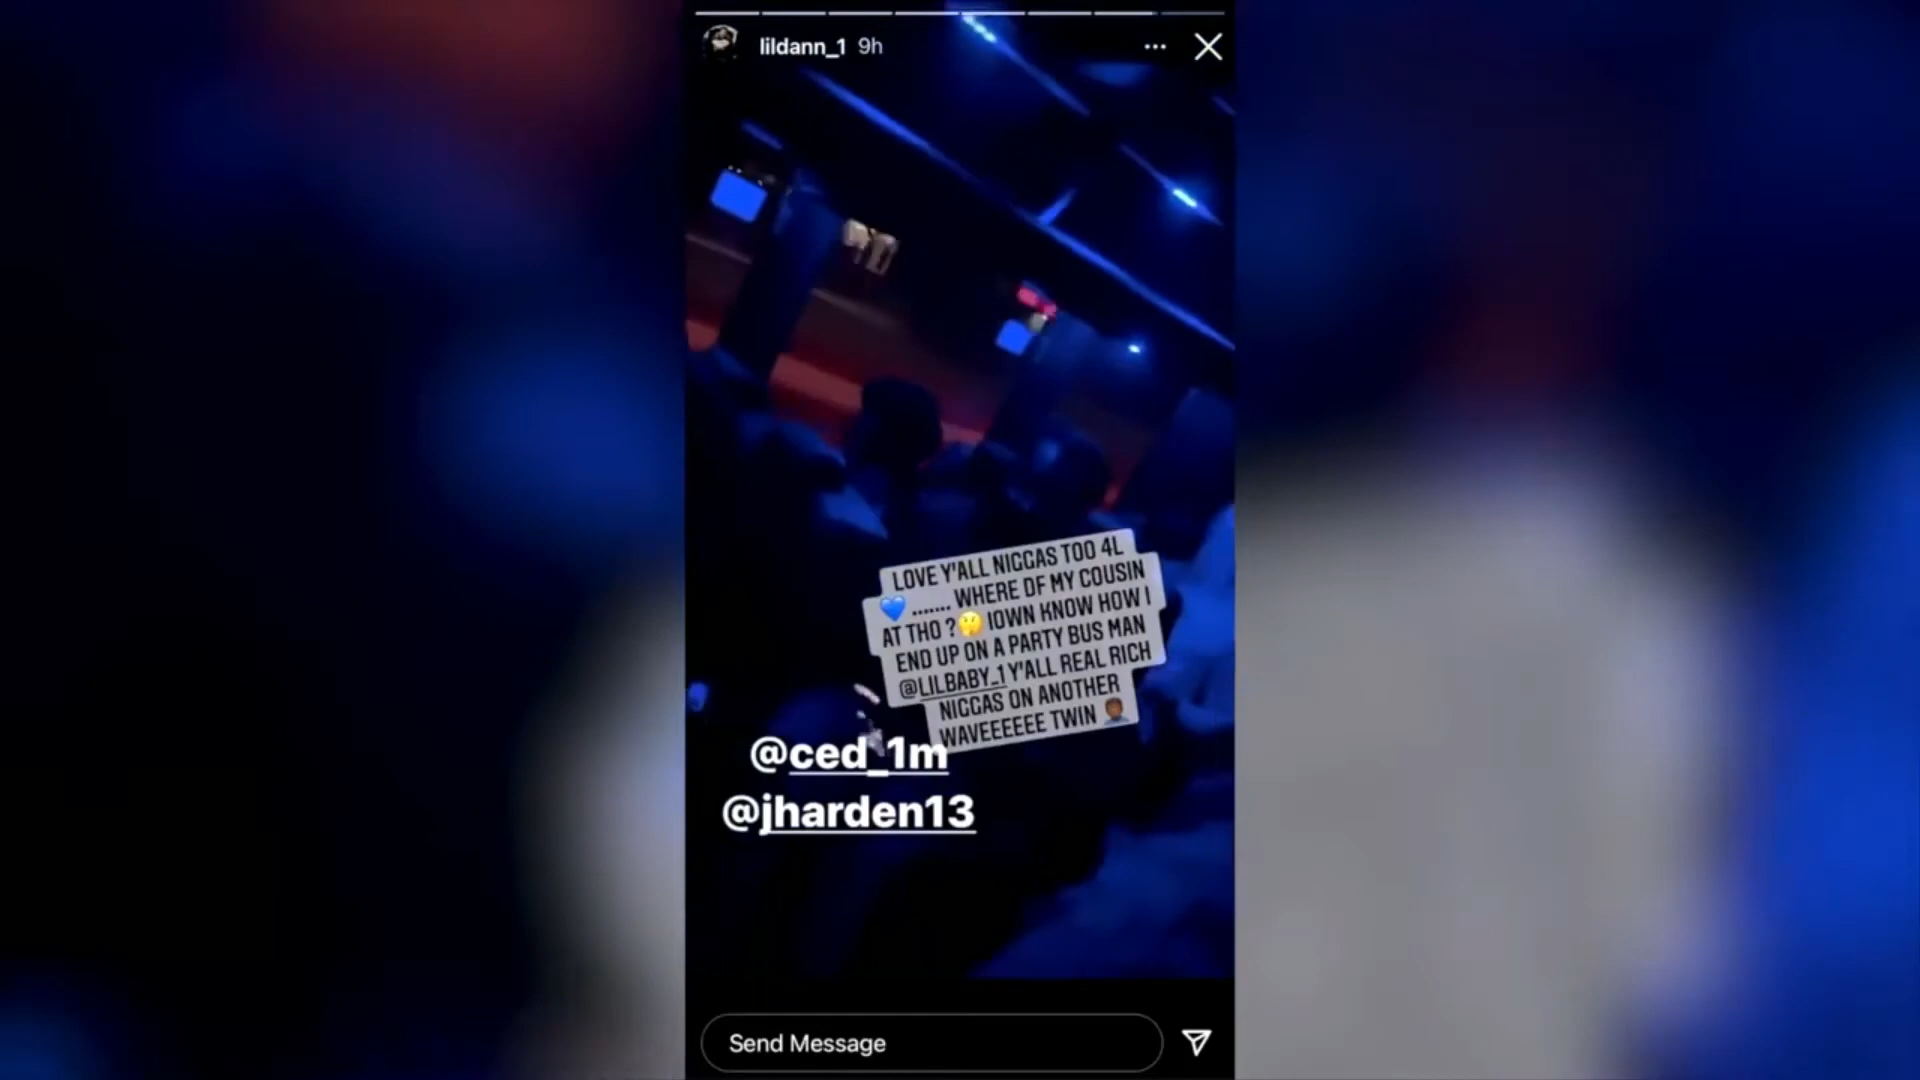 lildann_1 9h
LOVE Y'ALL NIGGAS TOO 4L
💙 ....... WHERE DF MY COUSIN
AT THO ?🤔 IOWN KNOW HOW I
END UP ON A PARTY BUS MAN
@LILBABY_1 Y'ALL REAL RICH
NIGGAS ON ANOTHER
WAVEEEEEE TWIN 🤦🏾‍♂️
@ced_1m
@jharden13
Send Message